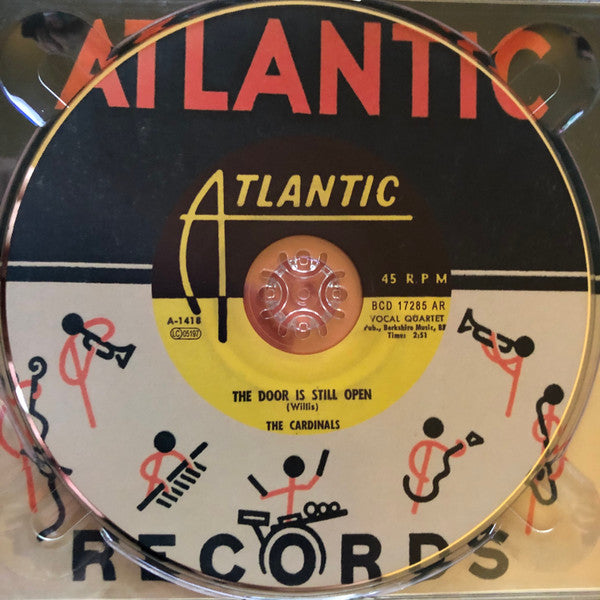 ATLANTIC
ATLANTIC
45 RPM
A-1418
BCD 17285 AR
LC 05197
VOCAL QUARTET
Pub., Berkshire Music, BM
Time: 2:51
THE DOOR IS STILL OPEN
(Willis)
THE CARDINALS
RECORDS